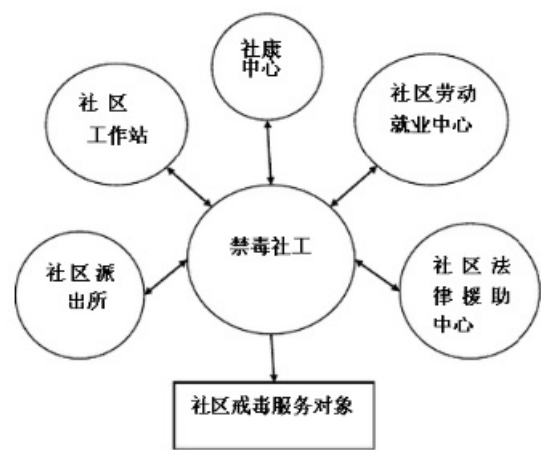 社康
中心
社 区
工作站
社区劳动
就业中心
禁毒社工
社 区 派
出所
社 区 法
律 援 助
中心
社区戒毒服务对象